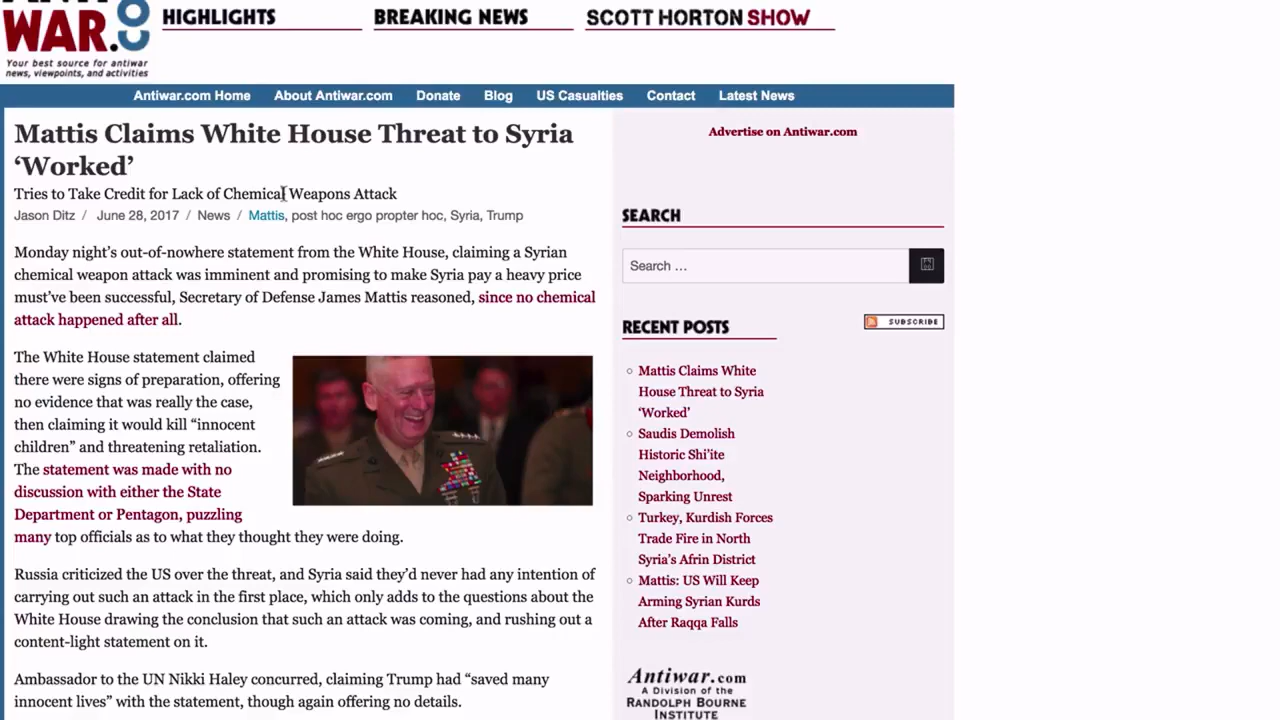 WAR.
Your best source for antiwar
news, viewpoints, and activities
HIGHLIGHTS
BREAKING NEWS
SCOTT HORTON SHOW
Antiwar.com Home
About Antiwar.com
Donate
Blog
US Casualties
Contact
Latest News
Mattis Claims White House Threat to Syria
‘Worked’
Tries to Take Credit for Lack of Chemical Weapons Attack
Jason Ditz / June 28, 2017 / News / Mattis, post hoc ergo propter hoc, Syria, Trump
Monday night’s out-of-nowhere statement from the White House, claiming a Syrian
chemical weapon attack was imminent and promising to make Syria pay a heavy price
must’ve been successful, Secretary of Defense James Mattis reasoned, since no chemical
attack happened after all.
The White House statement claimed
there were signs of preparation, offering
no evidence that was really the case,
then claiming it would kill “innocent
children” and threatening retaliation.
The statement was made with no
discussion with either the State
Department or Pentagon, puzzling
many top officials as to what they thought they were doing.
Russia criticized the US over the threat, and Syria said they’d never had any intention of
carrying out such an attack in the first place, which only adds to the questions about the
White House drawing the conclusion that such an attack was coming, and rushing out a
content-light statement on it.
Ambassador to the UN Nikki Haley concurred, claiming Trump had “saved many
innocent lives” with the statement, though again offering no details.
Advertise on Antiwar.com
SEARCH
Search …
SUBSCRIBE
RECENT POSTS
Mattis Claims White
House Threat to Syria
‘Worked’
Saudis Demolish
Historic Shi’ite
Neighborhood,
Sparking Unrest
Turkey, Kurdish Forces
Trade Fire in North
Syria’s Afrin District
Mattis: US Will Keep
Arming Syrian Kurds
After Raqqa Falls
Antiwar.com
A Division of the
RANDOLPH BOURNE
INSTITUTE